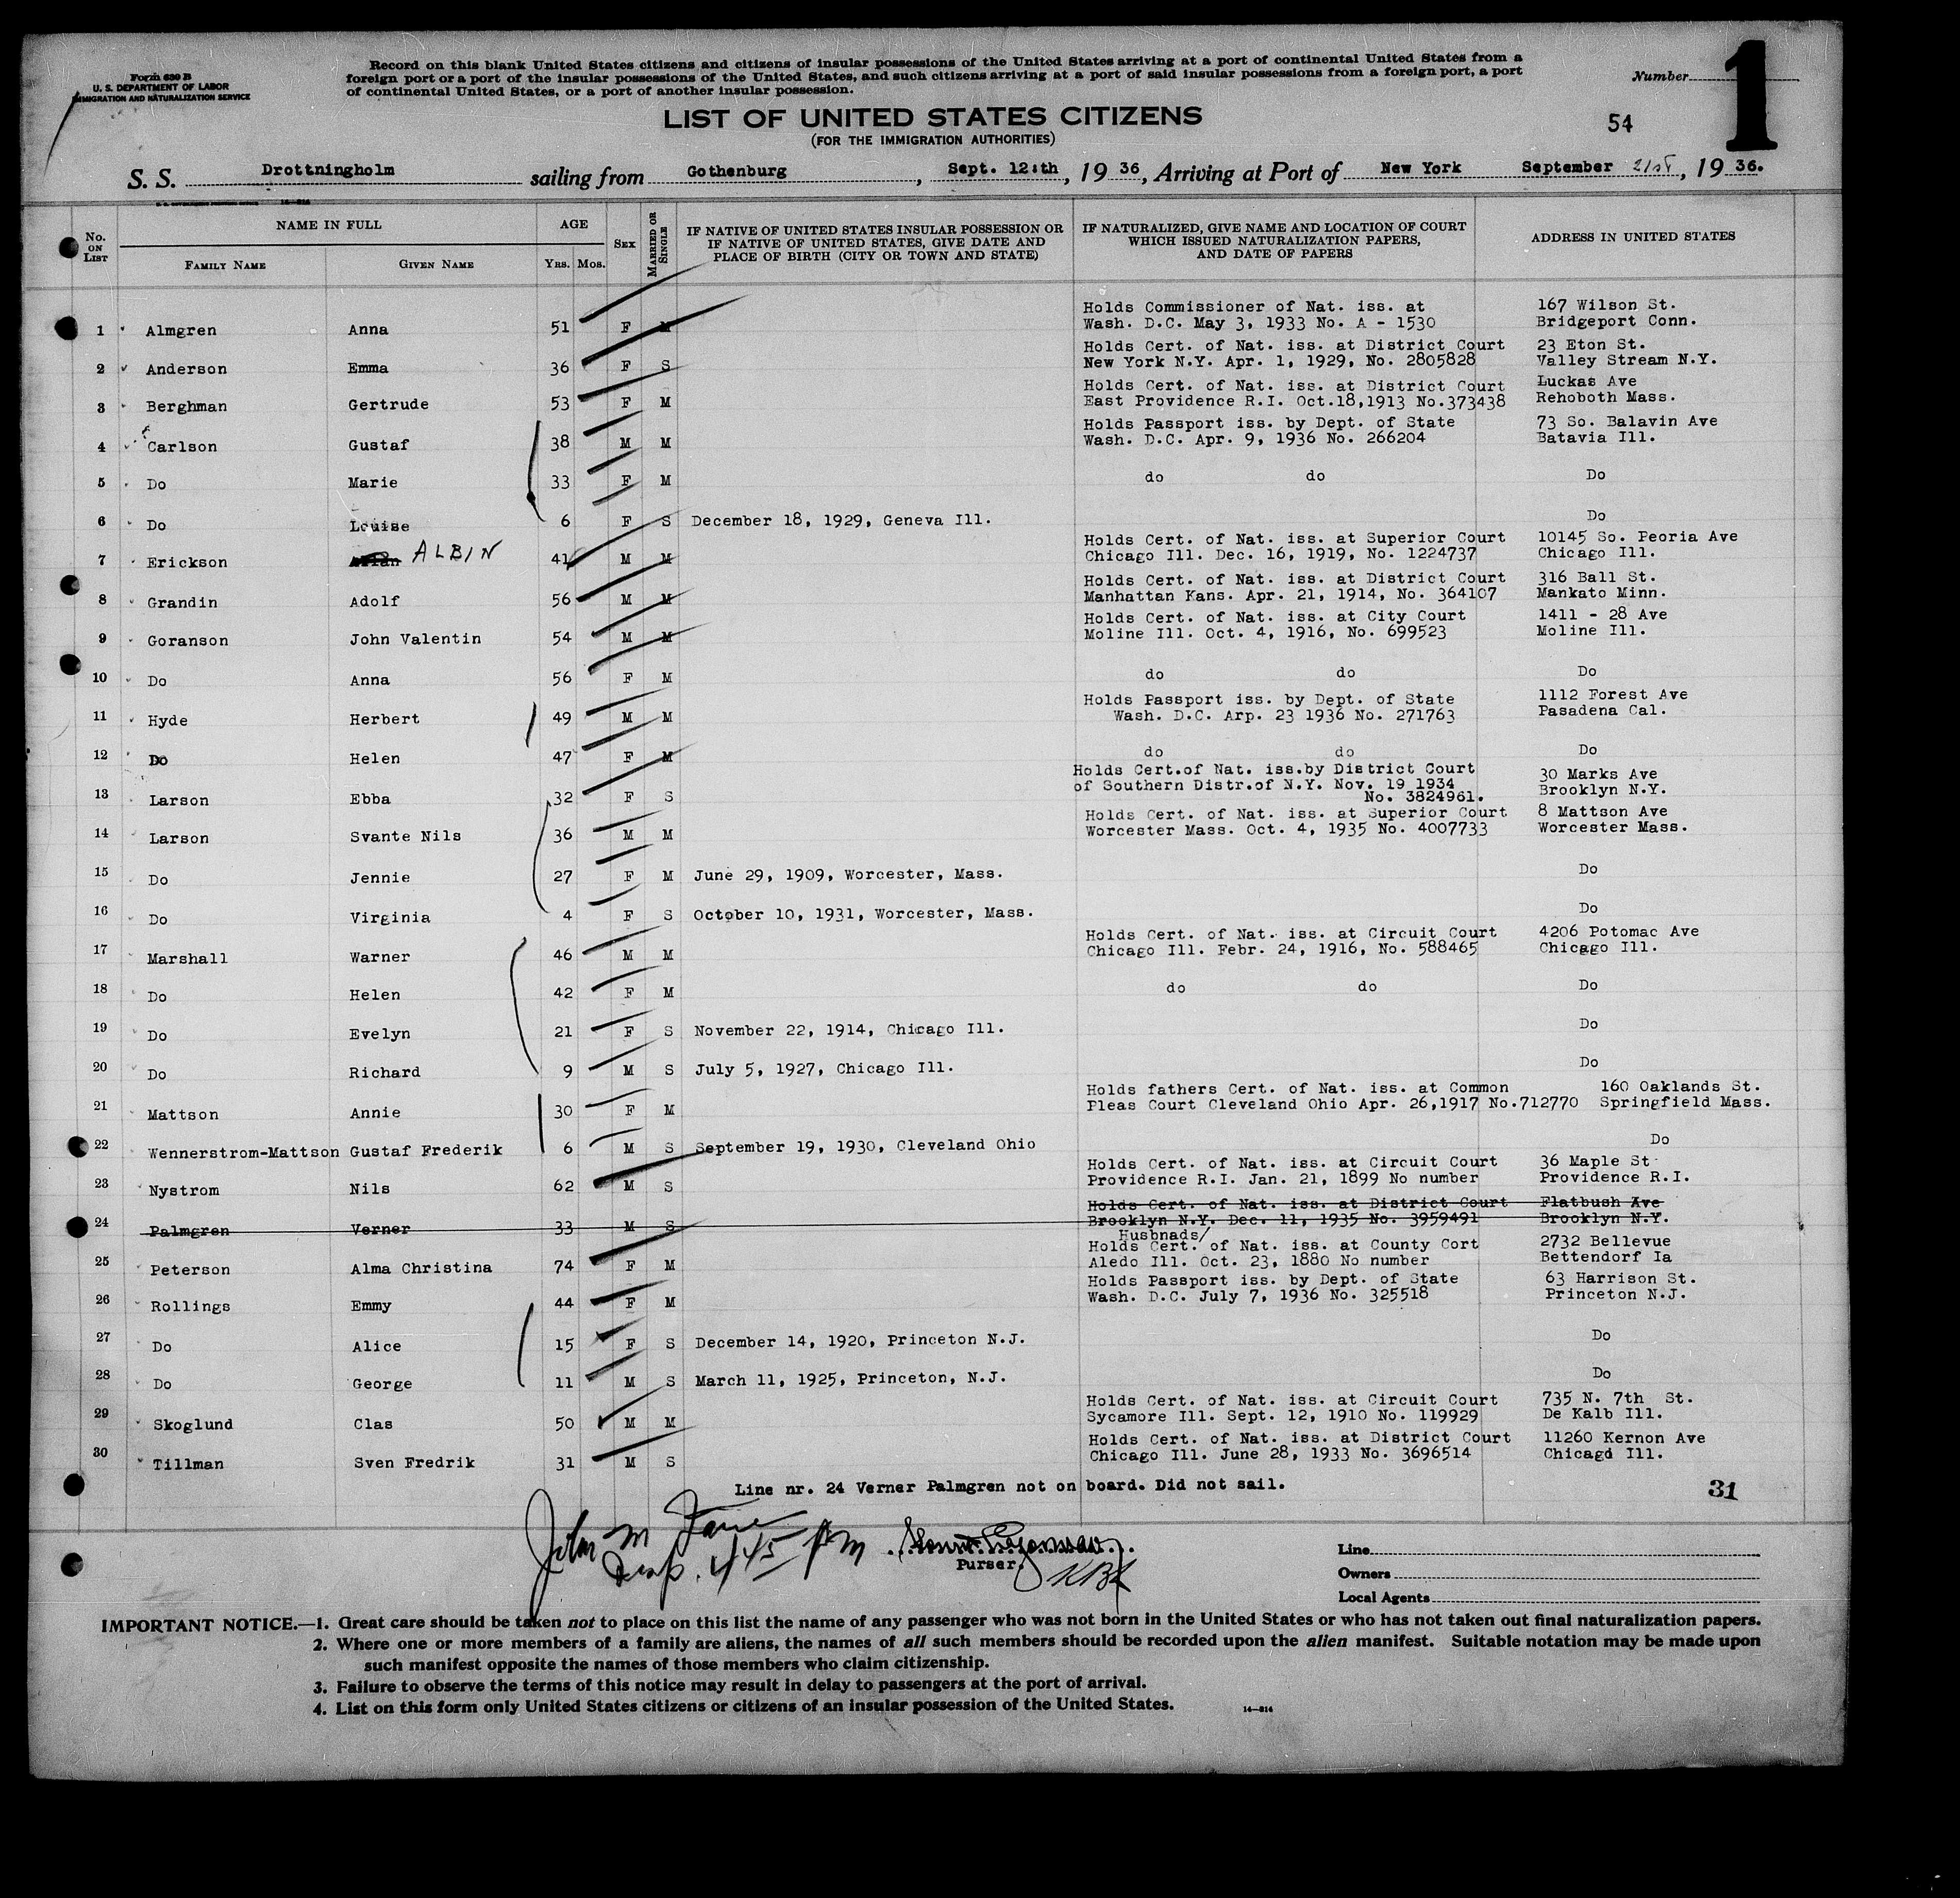 Form 630 B
U. S. DEPARTMENT OF LABOR
IMMIGRATION AND NATURALIZATION SERVICE
Record on this blank United States citizens and citizens of insular possessions of the United States arriving at a port of continental United States from a
foreign port or a port of the insular possessions of the United States, and such citizens arriving at a port of said insular possessions from a foreign port, a port
of continental United States, or a port of another insular possession.
Number 1
LIST OF UNITED STATES CITIZENS
(FOR THE IMMIGRATION AUTHORITIES)
54
S. S. Drottningholm sailing from Gothenburg, Sept. 12:th, 19 36, Arriving at Port of New York September 21st, 19 36.
No. ON LIST
NAME IN FULL
FAMILY NAME GIVEN NAME
AGE
YRS. MOS.
SEX
MARRIED OR SINGLE
IF NATIVE OF UNITED STATES INSULAR POSSESSION OR
IF NATIVE OF UNITED STATES, GIVE DATE AND
PLACE OF BIRTH (CITY OR TOWN AND STATE)
IF NATURALIZED, GIVE NAME AND LOCATION OF COURT
WHICH ISSUED NATURALIZATION PAPERS,
AND DATE OF PAPERS
ADDRESS IN UNITED STATES
Holds Commissioner of Nat. iss. at 167 Wilson St.
1 Almgren Anna 51 F M Wash. D.C. May 3, 1933 No. A - 1530 Bridgeport Conn.
Holds Cert. of Nat. iss. at District Court 23 Eton St.
2 Anderson Emma 36 F S New York N.Y. Apr. 1, 1929, No. 2805828 Valley Stream N.Y.
Holds Cert. of Nat. iss. at District Court Luckas Ave
3 Berghman Gertrude 53 F M East Providence R.I. Oct.18,1913 No.373438 Rehoboth Mass.
Holds Passport iss. by Dept. of State 73 So. Balavin Ave
4 Carlson Gustaf 38 M M Wash. D.C. Apr. 9, 1936 No. 266204 Batavia Ill.
5 Do Marie 33 F M do do Do
6 Do Louise 6 F S December 18, 1929, Geneva Ill. Do
Holds Cert. of Nat. iss. at Superior Court 10145 So. Peoria Ave
7 Erickson ALBIN 41 M M Chicago Ill. Dec. 16, 1919, No. 1224737 Chicago Ill.
Holds Cert. of Nat. iss. at District Court 316 Ball St.
8 Grandin Adolf 56 M M Manhattan Kans. Apr. 21, 1914, No. 364107 Mankato Minn.
Holds Cert. of Nat. iss. at City Court 1411 - 28 Ave
9 Goranson John Valentin 54 M M Moline Ill. Oct. 4, 1916, No. 699523 Moline Ill.
10 Do Anna 56 F M do do Do
Holds Passport iss. by Dept. of State 1112 Forest Ave
11 Hyde Herbert 49 M M Wash. D.C. Arp. 23 1936 No. 271763 Pasadena Cal.
12 Do Helen 47 F M do do Do
Holds Cert.of Nat. iss.by District Court 30 Marks Ave
13 Larson Ebba 32 F S of Southern Distr.of N.Y. Nov. 19 1934 Brooklyn N.Y.
No. 3824961.
Holds Cert. of Nat. iss. at Superior Court 8 Mattson Ave
14 Larson Svante Nils 36 M M Worcester Mass. Oct. 4, 1935 No. 4007733 Worcester Mass.
15 Do Jennie 27 F M June 29, 1909, Worcester, Mass. Do
16 Do Virginia 4 F S October 10, 1931, Worcester, Mass. Do
Holds Cert. of Nat. iss. at Circuit Court 4206 Potomac Ave
17 Marshall Warner 46 M M Chicago Ill. Febr. 24, 1916, No. 588465 Chicago Ill.
18 Do Helen 42 F M do do Do
19 Do Evelyn 21 F S November 22, 1914, Chicago Ill. Do
20 Do Richard 9 M S July 5, 1927, Chicago Ill. Do
Holds fathers Cert. of Nat. iss. at Common 160 Oaklands St.
21 Mattson Annie 30 F M Pleas Court Cleveland Ohio Apr. 26,1917 No.712770 Springfield Mass.
22 Wennerstrom-Mattson Gustaf Frederik 6 M S September 19, 1930, Cleveland Ohio Do
Holds Cert. of Nat. iss. at Circuit Court 36 Maple St
23 Nystrom Nils 62 M S Providence R.I. Jan. 21, 1899 No number Providence R.I.
Holds Cert. of Nat. iss. at District Court Flatbush Ave
24 Palmgren Verner 33 M S Brooklyn N.Y. Dec. 11, 1935 No. 3959491 Brooklyn N.Y.
Husbnads/
Holds Cert. of Nat. iss. at County Cort 2732 Bellevue
25 Peterson Alma Christina 74 F M Aledo Ill. Oct. 23, 1880 No number Bettendorf Ia
Holds Passport iss. by Dept. of State 63 Harrison St.
26 Rollings Emmy 44 F M Wash. D.C. July 7, 1936 No. 325518 Princeton N.J.
27 Do Alice 15 F S December 14, 1920, Princeton N.J. Do
28 Do George 11 M S March 11, 1925, Princeton, N.J. Do
Holds Cert. of Nat. iss. at Circuit Court 735 N. 7th St.
29 Skoglund Clas 50 M M Sycamore Ill. Sept. 12, 1910 No. 119929 De Kalb Ill.
Holds Cert. of Nat. iss. at District Court 11260 Kernon Ave
30 Tillman Sven Fredrik 31 M S Chicago Ill. June 28, 1933 No. 3696514 Chicago Ill.
Line nr. 24 Verner Palmgren not on board. Did not sail.
31
John M
Insp. 4 45 PM
Purser.
Line
Owners
Local Agents
IMPORTANT NOTICE.—1. Great care should be taken not to place on this list the name of any passenger who was not born in the United States or who has not taken out final naturalization papers.
2. Where one or more members of a family are aliens, the names of all such members should be recorded upon the alien manifest. Suitable notation may be made upon
such manifest opposite the names of those members who claim citizenship.
3. Failure to observe the terms of this notice may result in delay to passengers at the port of arrival.
4. List on this form only United States citizens or citizens of an insular possession of the United States.
14—814